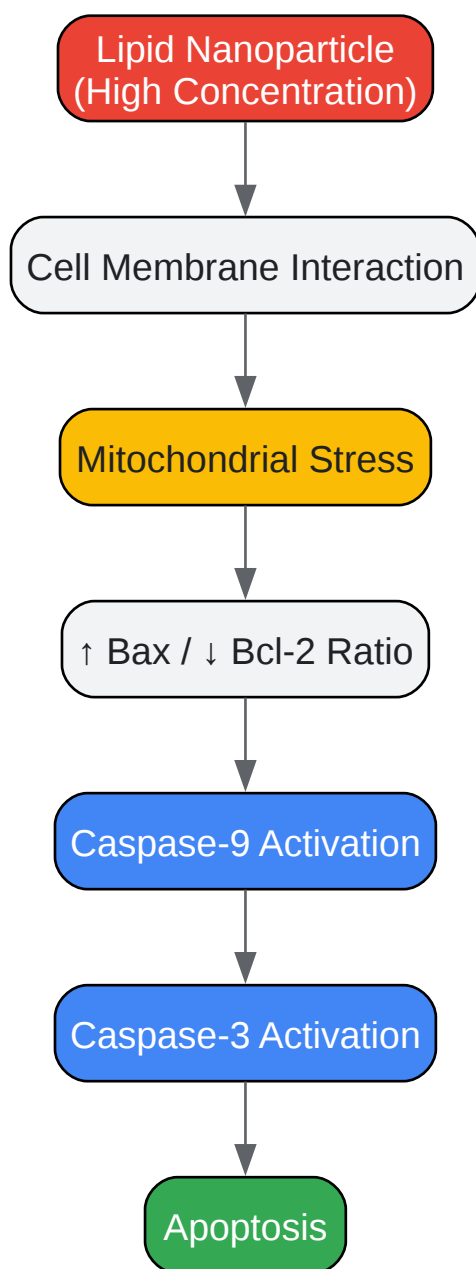 Lipid Nanoparticle
(High Concentration)
Cell Membrane Interaction
Mitochondrial Stress
↑ Bax / ↓ Bcl-2 Ratio
Caspase-9 Activation
Caspase-3 Activation
Apoptosis